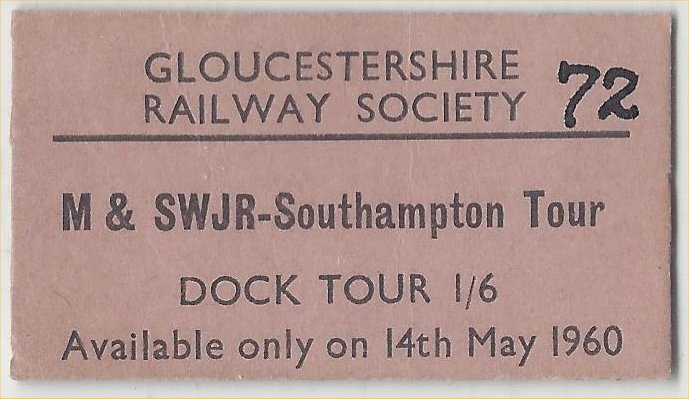 GLOUCESTERSHIRE
RAILWAY SOCIETY 72
M & SWJR-Southampton Tour
DOCK TOUR 1/6
Available only on 14th May 1960